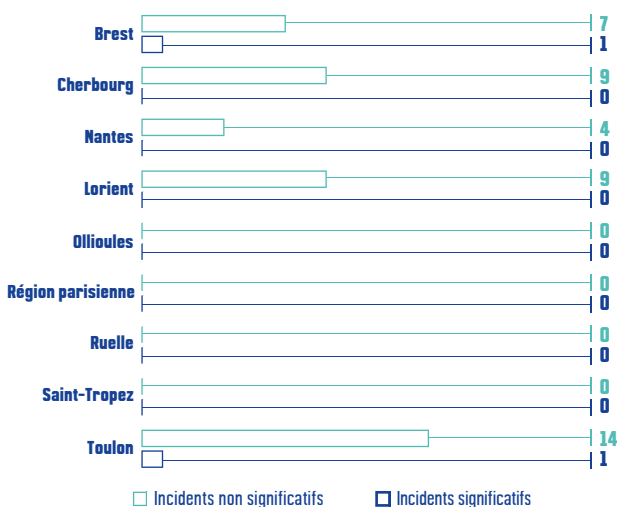 Brest 7
1
Cherbourg 9
0
Nantes 4
0
Lorient 9
0
Ollioules 0
0
Région parisienne 0
0
Ruelle 0
0
Saint-Tropez 0
0
Toulon 14
1
Incidents non significatifs Incidents significatifs